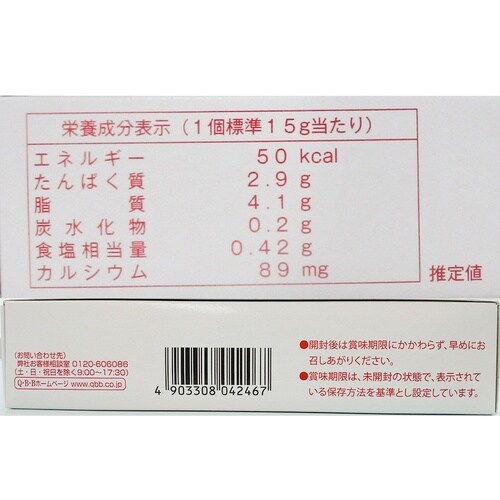 栄養成分表示（１個標準１５g当たり）
エネルギー 50 kcal
たんぱく質 2.9 g
脂質 4.1 g
炭水化物 0.2 g
食塩相当量 0.42 g
カルシウム 89 mg
推定値
〔お問い合わせ先〕
弊社お客様相談室 0120-606086
(土・日・祝日を除く9:00〜17:30)
Q・B・Bホームページ www.qbb.co.jp
4 903308 042467
●開封後は賞味期限にかかわらず、早めにお
召しあがりください。
●賞味期限は、未開封の状態で、表示されて
いる保存方法を基準とし設定しています。